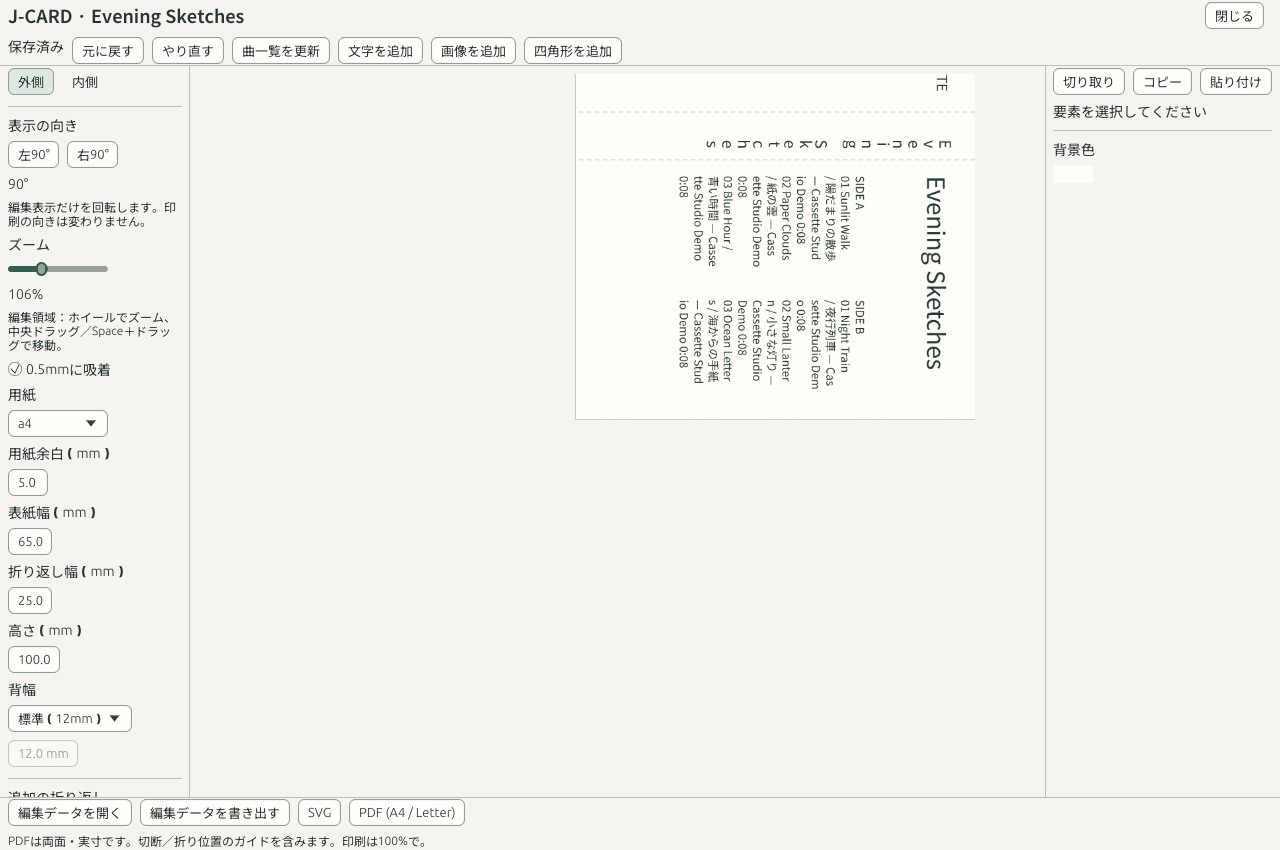 J-CARD · Evening Sketches
閉じる
保存済み
元に戻す
やり直す
曲一覧を更新
文字を追加
画像を追加
四角形を追加
外側
内側
表示の向き
左90°
右90°
90°
編集表示だけを回転します。印
刷の向きは変わりません。
ズーム
106%
編集領域：ホイールでズーム、
中央ドラッグ／Space＋ドラッ
グで移動。
0.5mmに吸着
用紙
a4
用紙余白 ( mm )
5.0
表紙幅 ( mm )
65.0
折り返し幅 ( mm )
25.0
高さ ( mm )
100.0
背幅
標準 ( 12mm )
12.0 mm
追加の折り返し
TE
Evening Sketches
Evening Sketches
SIDE A
01 Sunlit Walk
/ 陽だまりの散歩
— Cassette Stud
io Demo 0:08
02 Paper Clouds
/ 紙の雲 — Cass
ette Studio Demo
0:08
03 Blue Hour /
青い時間 — Casse
tte Studio Demo
0:08
SIDE B
01 Night Train
/ 夜行列車 — Cas
sette Studio Dem
o 0:08
02 Small Lanter
n / 小さな灯り —
Cassette Studio
Demo 0:08
03 Ocean Letter
s / 海からの手紙
— Cassette Stud
io Demo 0:08
切り取り
コピー
貼り付け
要素を選択してください
背景色
編集データを開く
編集データを書き出す
SVG
PDF (A4 / Letter)
PDFは両面・実寸です。切断／折り位置のガイドを含みます。印刷は100%で。